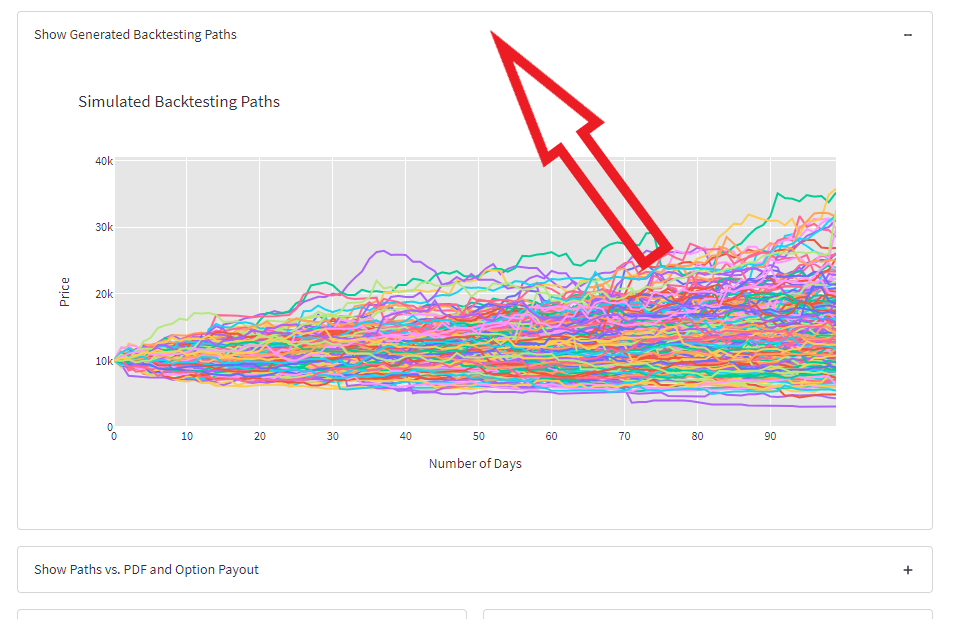 Show Generated Backtesting Paths −
Simulated Backtesting Paths
40k
30k
20k
10k
0
Price
0 10 20 30 40 50 60 70 80 90
Number of Days
Show Paths vs. PDF and Option Payout +